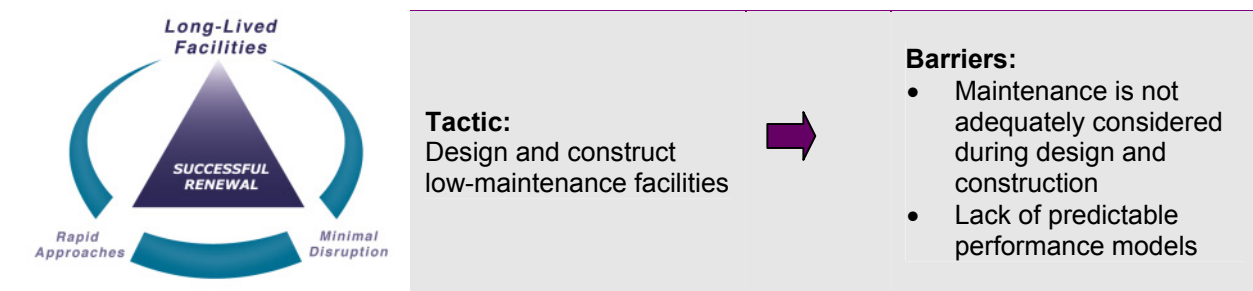 Long-Lived
Facilities
SUCCESSFUL
RENEWAL
Rapid
Approaches
Minimal
Disruption
Tactic:
Design and construct
low-maintenance facilities
Barriers:
• Maintenance is not
adequately considered
during design and
construction
• Lack of predictable
performance models